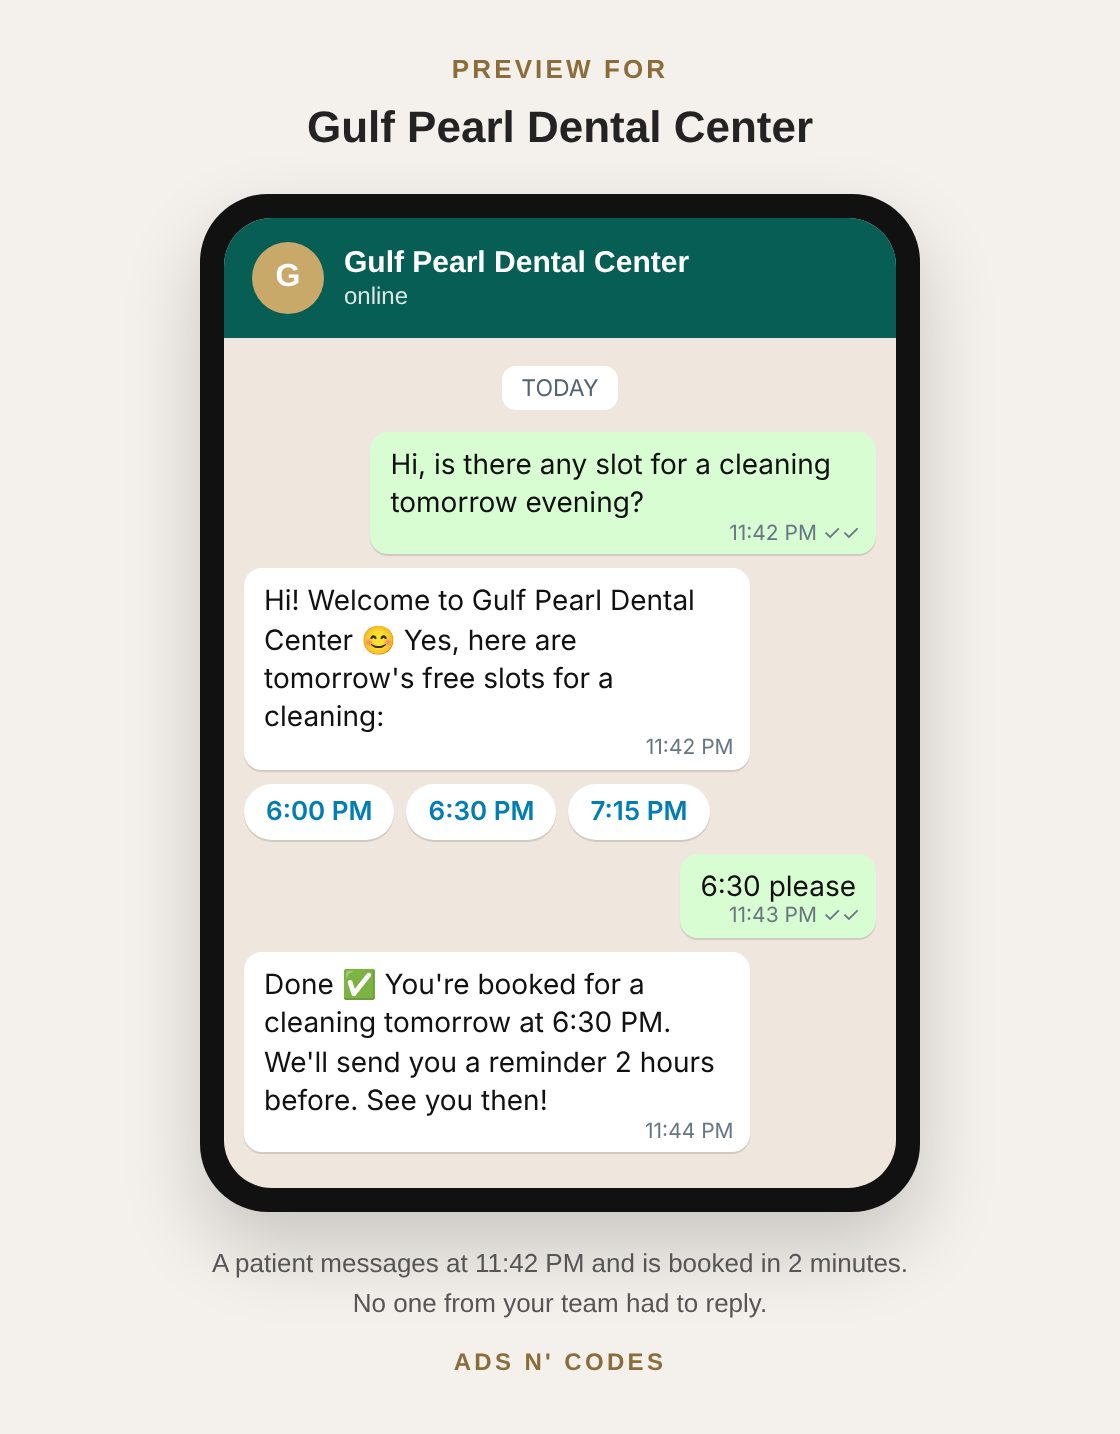 PREVIEW FOR
Gulf Pearl Dental Center
G
Gulf Pearl Dental Center
online
TODAY
Hi, is there any slot for a cleaning
tomorrow evening?
11:42 PM ✓✓
Hi! Welcome to Gulf Pearl Dental
Center 😊 Yes, here are
tomorrow's free slots for a
cleaning:
11:42 PM
6:00 PM 6:30 PM 7:15 PM
6:30 please
11:43 PM ✓✓
Done ✅ You're booked for a
cleaning tomorrow at 6:30 PM.
We'll send you a reminder 2 hours
before. See you then!
11:44 PM
A patient messages at 11:42 PM and is booked in 2 minutes.
No one from your team had to reply.
ADS N' CODES